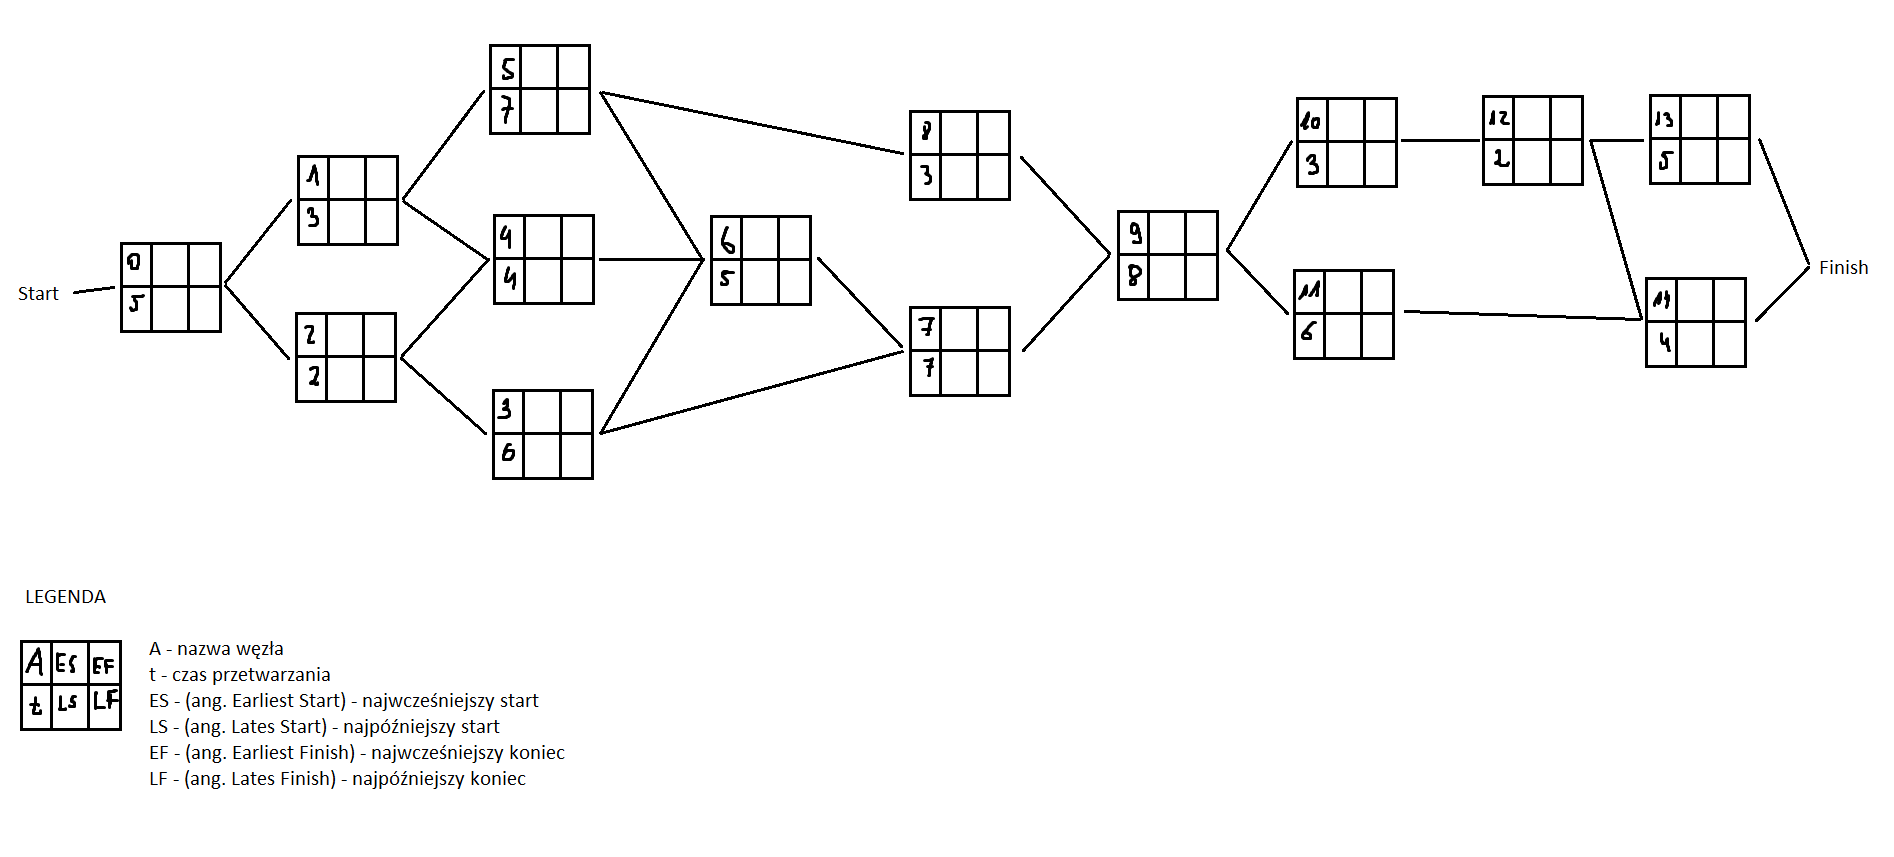 Start
0
5
1
3
2
2
5
7
4
4
3
6
6
5
8
3
7
7
9
8
10
3
11
6
12
2
13
5
14
4
Finish
LEGENDA
A ES EF
t LS LF
A - nazwa węzła
t - czas przetwarzania
ES - (ang. Earliest Start) - najwcześniejszy start
LS - (ang. Lates Start) - najpóźniejszy start
EF - (ang. Earliest Finish) - najwcześniejszy koniec
LF - (ang. Lates Finish) - najpóźniejszy koniec